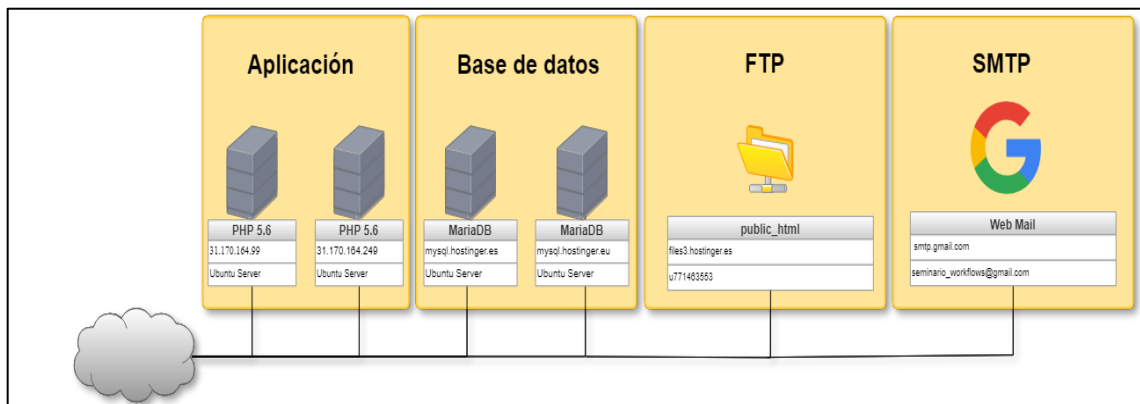 Aplicación
PHP 5.6
31.170.164.99
Ubuntu Server
PHP 5.6
31.170.164.249
Ubuntu Server
Base de datos
MariaDB
mysql.hostinger.es
Ubuntu Server
MariaDB
mysql.hostinger.eu
Ubuntu Server
FTP
public_html
files3.hostinger.es
u771463553
SMTP
Web Mail
smtp.gmail.com
seminario_workflows@gmail.com